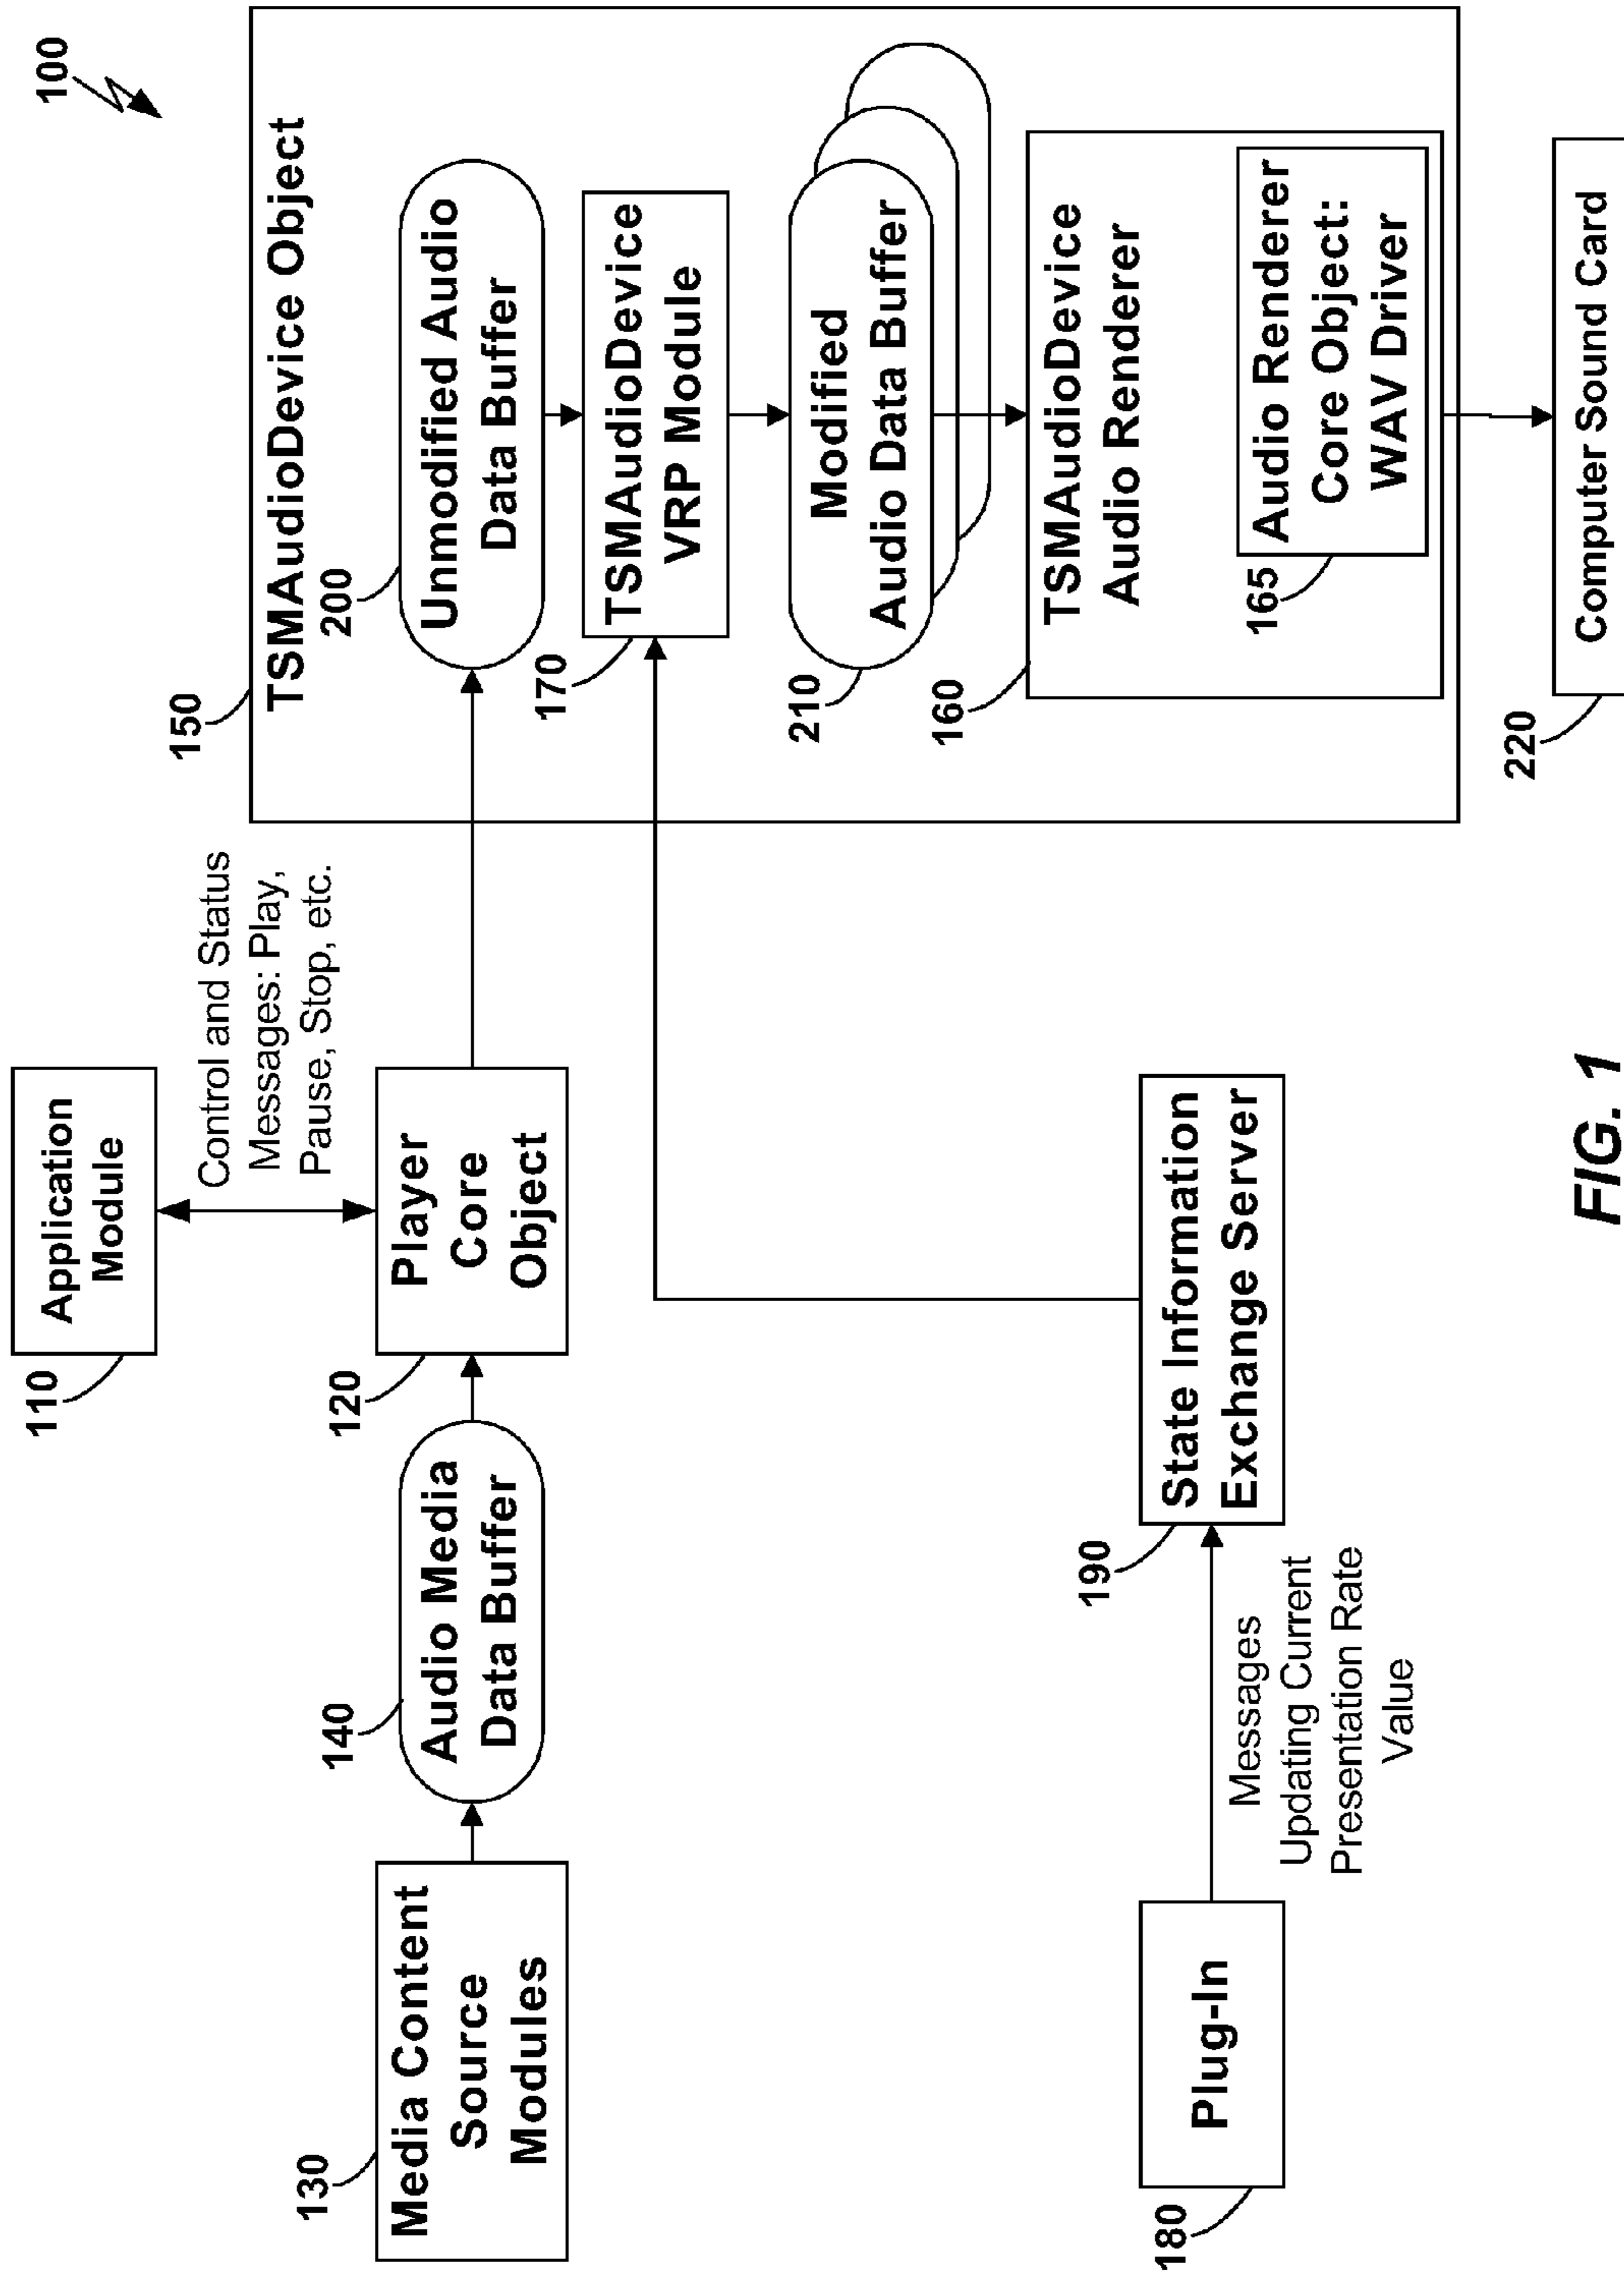 100
110
Application
Module
Control and Status
Messages: Play,
Pause, Stop, etc.
130
Media Content
Source
Modules
140
Audio Media
Data Buffer
120
Player
Core
Object
150
TSMAudioDevice Object
200
Unmodified Audio
Data Buffer
170
TSMAudioDevice
VRP Module
210
Modified
Audio Data Buffer
160
TSMAudioDevice
Audio Renderer
165
Audio Renderer
Core Object:
WAV Driver
180
Plug-In
Messages
Updating Current
Presentation Rate
Value
190
State Information
Exchange Server
220
Computer Sound Card
FIG. 1